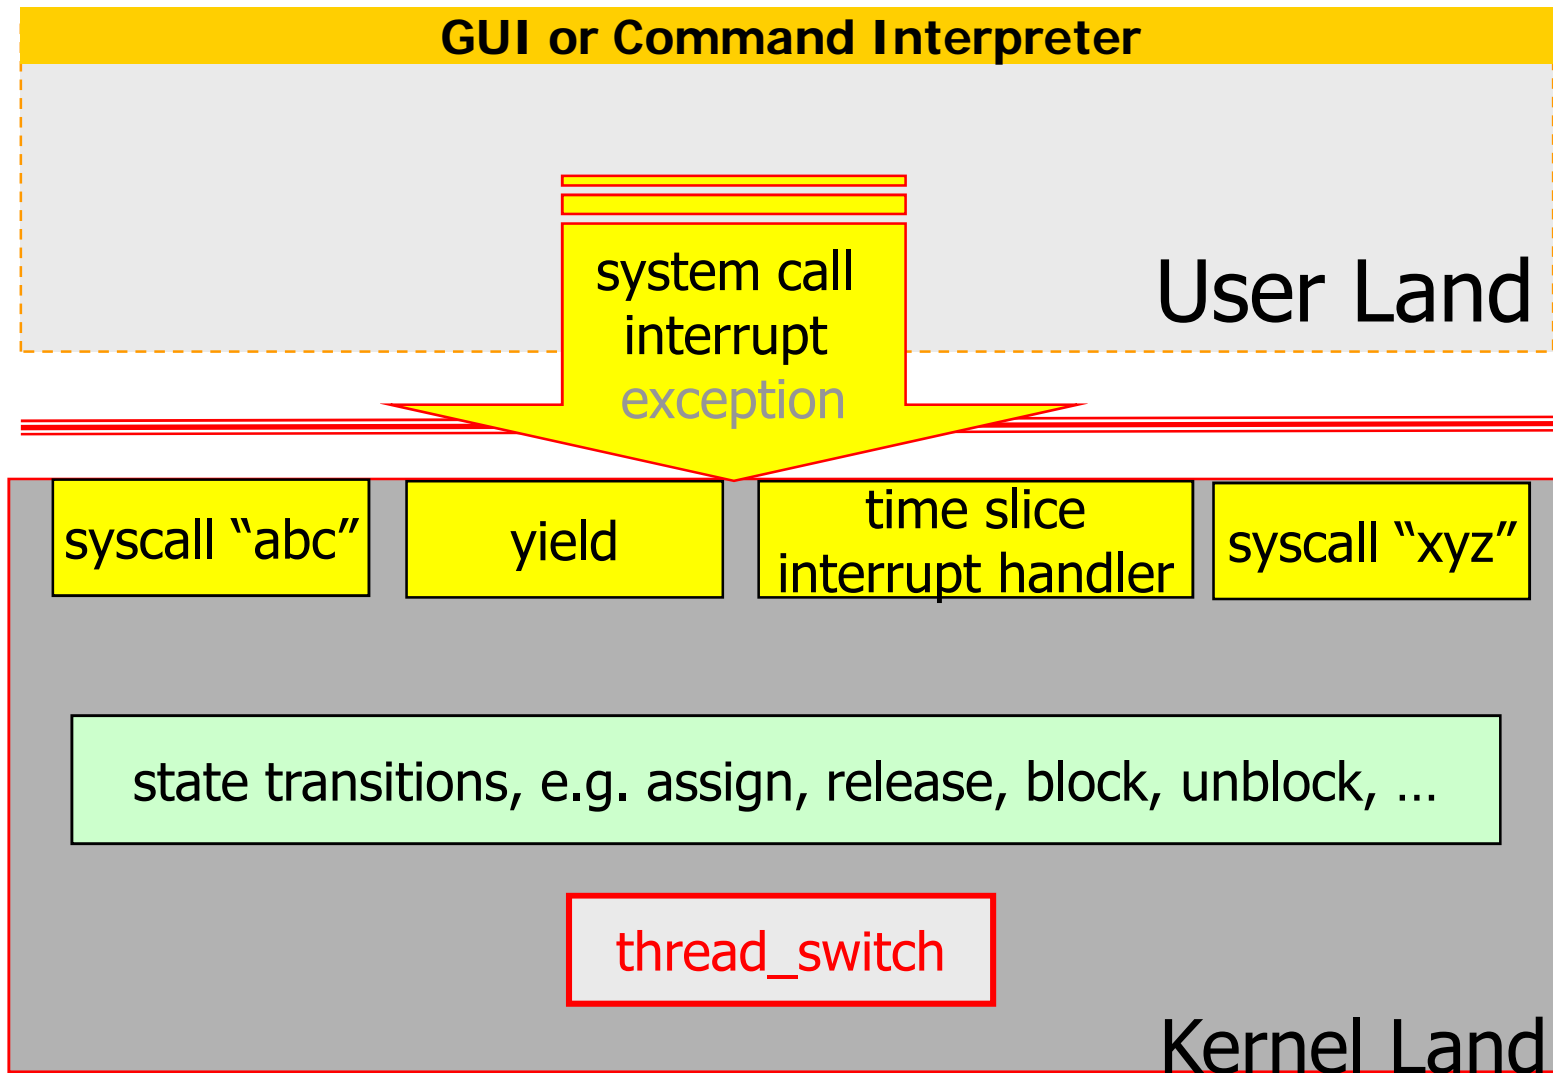 GUI or Command Interpreter
system call
interrupt
exception
User Land
syscall “abc”
yield
time slice
interrupt handler
syscall “xyz”
state transitions, e.g. assign, release, block, unblock, …
thread_switch
Kernel Land